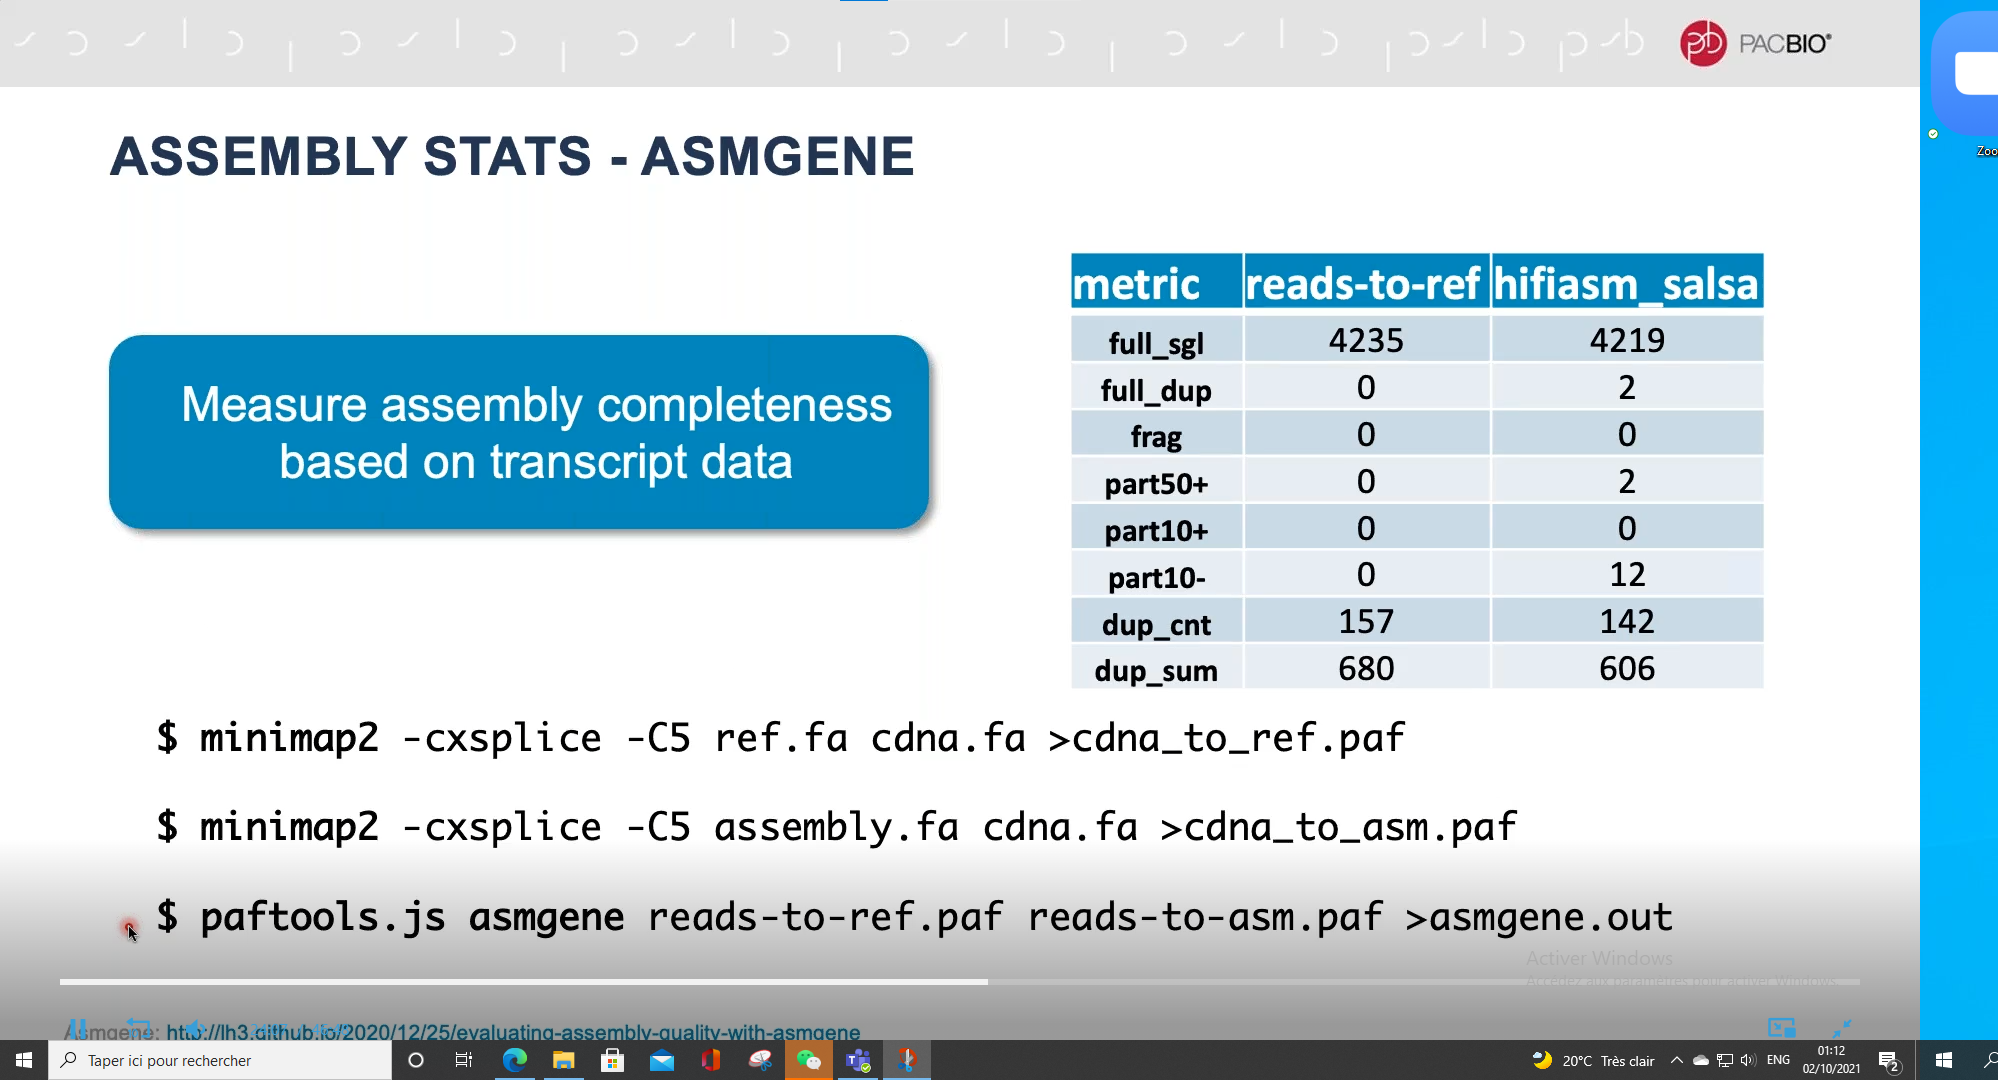 PACBIO®
ASSEMBLY STATS - ASMGENE
Measure assembly completeness
based on transcript data
metric reads-to-ref hifiasm_salsa
full_sgl 4235 4219
full_dup 0 2
frag 0 0
part50+ 0 2
part10+ 0 0
part10- 0 12
dup_cnt 157 142
dup_sum 680 606
$ minimap2 -cxsplice -C5 ref.fa cdna.fa >cdna_to_ref.paf
$ minimap2 -cxsplice -C5 assembly.fa cdna.fa >cdna_to_asm.paf
$ paftools.js asmgene reads-to-ref.paf reads-to-asm.paf >asmgene.out
Activer Windows
Accédez aux paramètres pour activer Windows.
Asmgene: http://lh3.github.io/2020/12/25/evaluating-assembly-quality-with-asmgene
Zoo
Taper ici pour rechercher
20°C Très clair
ENG
01:12
02/10/2021
2